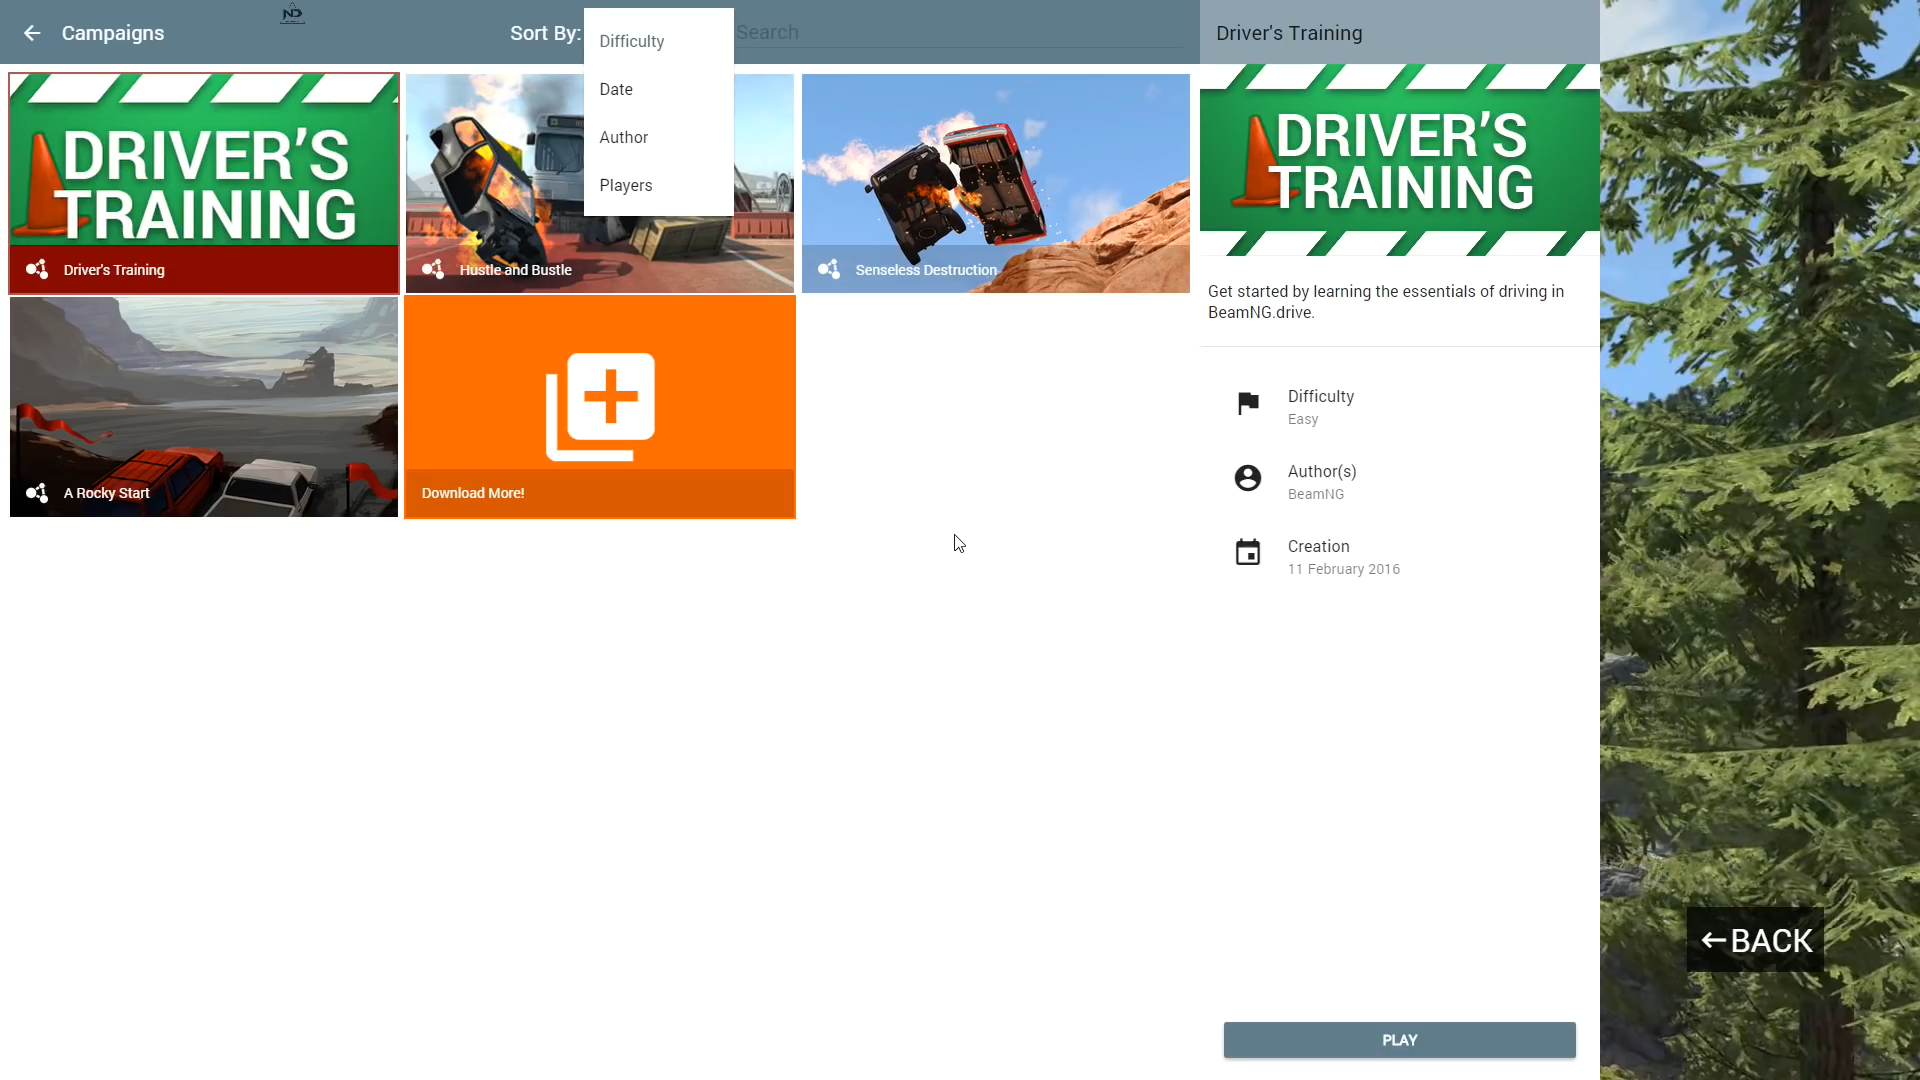 Campaigns
Sort By:
Difficulty
Date
Author
Players
Search
DRIVER'S
TRAINING
Driver's Training
Hustle and Bustle
Senseless Destruction
A Rocky Start
Download More!
Driver's Training
DRIVER'S
TRAINING
Get started by learning the essentials of driving in
BeamNG.drive.
Difficulty
Easy
Author(s)
BeamNG
Creation
11 February 2016
PLAY
←BACK